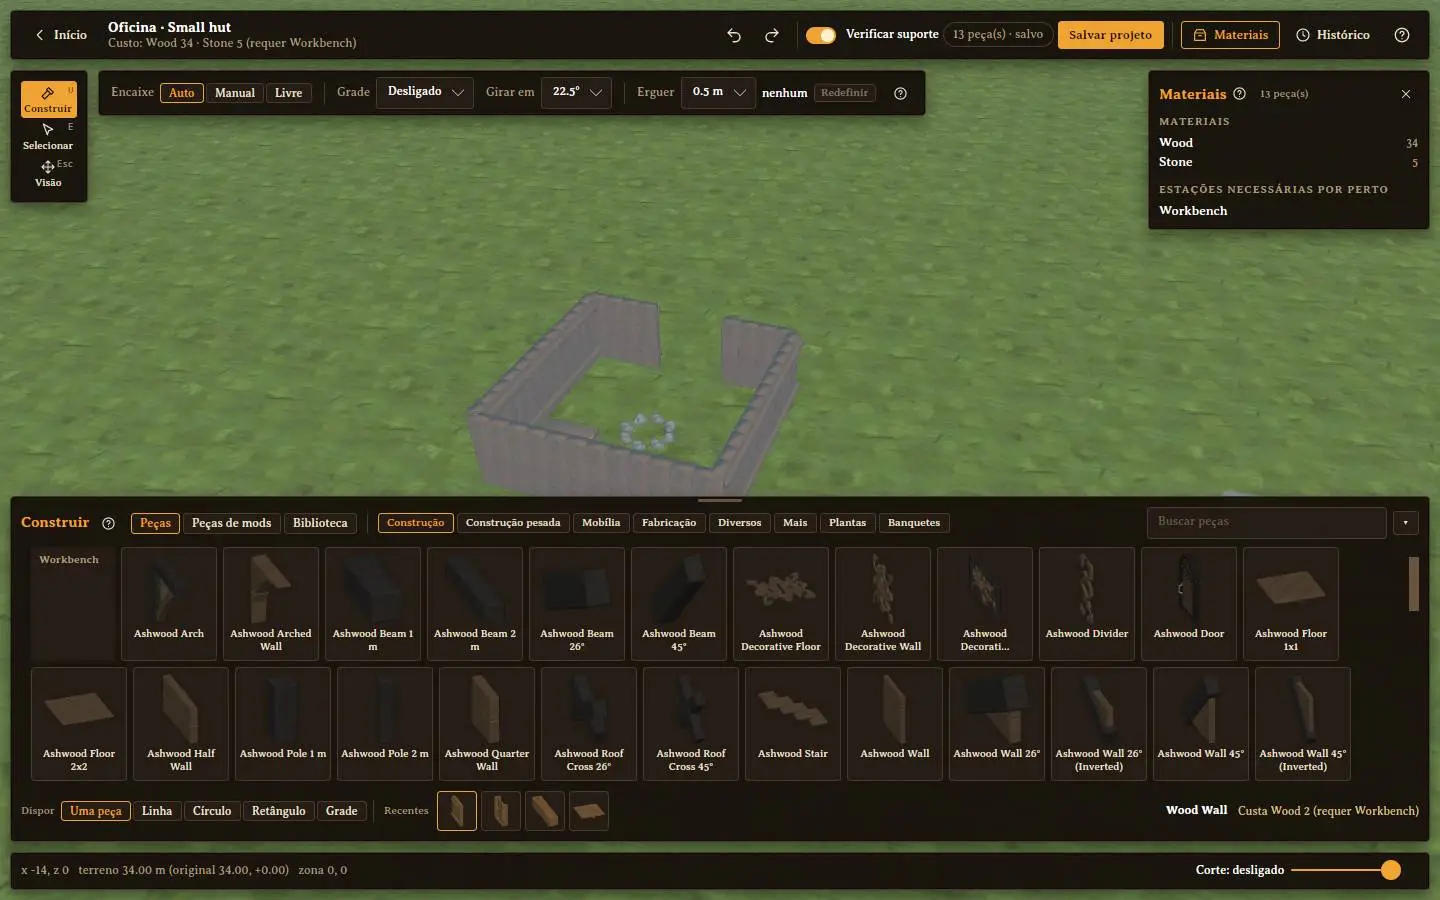 Início
Oficina · Small hut
Custo: Wood 34 · Stone 5 (requer Workbench)
Verificar suporte
13 peça(s) · salvo
Salvar projeto
Materiais
Histórico
U
Construir
E
Selecionar
Esc
Visão
Encaixe
Auto
Manual
Livre
Grade
Desligado
Girar em
22.5°
Erguer
0.5 m
nenhum
Redefinir
Materiais
13 peça(s)
MATERIAIS
Wood 34
Stone 5
ESTAÇÕES NECESSÁRIAS POR PERTO
Workbench
Construir
Peças
Peças de mods
Biblioteca
Construção
Construção pesada
Mobília
Fabricação
Diversos
Mais
Plantas
Banquetes
Buscar peças
Workbench
Ashwood Arch
Ashwood Arched
Wall
Ashwood Beam 1
m
Ashwood Beam 2
m
Ashwood Beam
26°
Ashwood Beam
45°
Ashwood
Decorative Floor
Ashwood
Decorative Wall
Ashwood
Decorati...
Ashwood Divider
Ashwood Door
Ashwood Floor
1x1
Ashwood Floor
2x2
Ashwood Half
Wall
Ashwood Pole 1 m
Ashwood Pole 2 m
Ashwood Quarter
Wall
Ashwood Roof
Cross 26°
Ashwood Roof
Cross 45°
Ashwood Stair
Ashwood Wall
Ashwood Wall 26°
Ashwood Wall 26°
(Inverted)
Ashwood Wall 45°
Ashwood Wall 45°
(Inverted)
Dispor
Uma peça
Linha
Círculo
Retângulo
Grade
Recentes
Wood Wall
Custa Wood 2 (requer Workbench)
x -14, z 0 terreno 34.00 m (original 34.00, +0.00) zona 0, 0
Corte: desligado